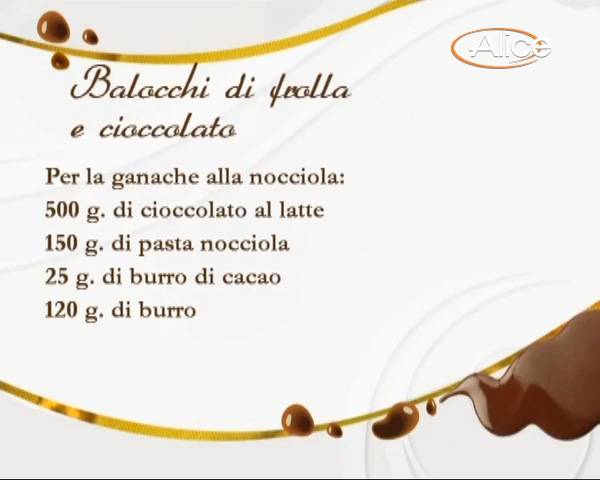 Alice
Balocchi di frolla
e cioccolato
Per la ganache alla nocciola:
500 g. di cioccolato al latte
150 g. di pasta nocciola
25 g. di burro di cacao
120 g. di burro